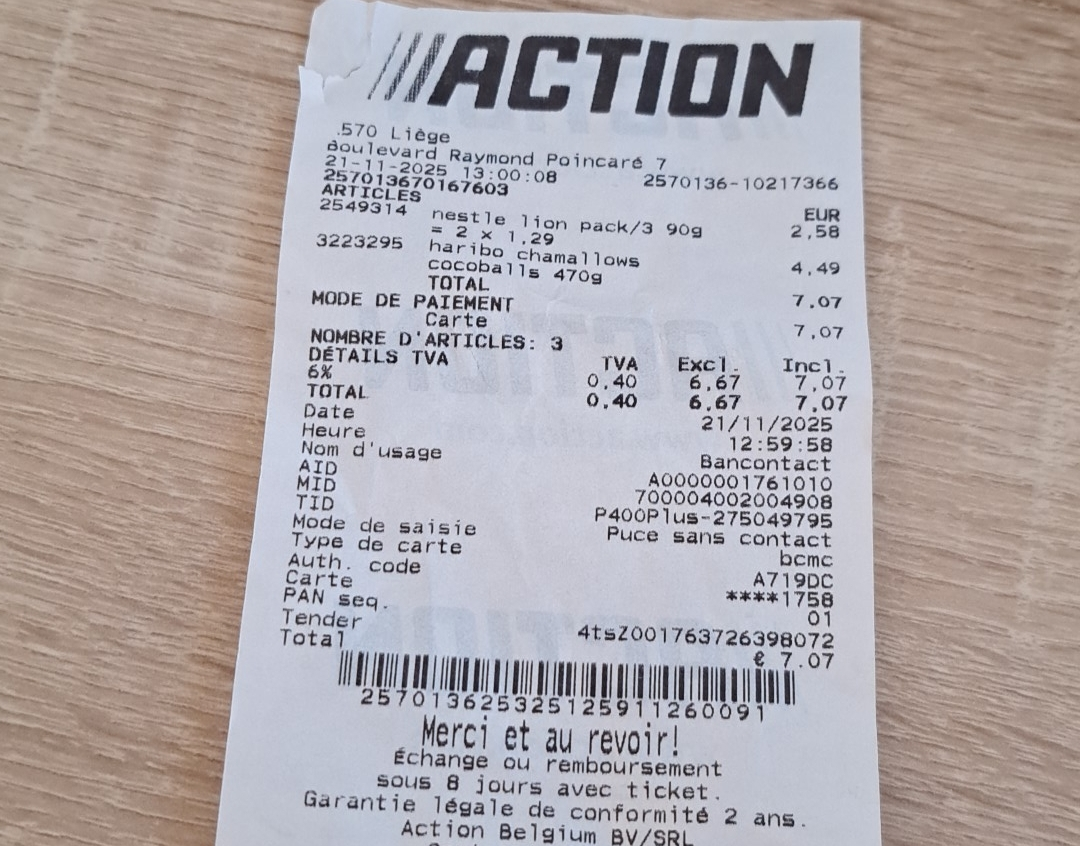 ACTION
.570 Liège
Boulevard Raymond Poincaré 7
21-11-2025 13:00:08 2570136-10217366
257013670167603
ARTICLES EUR
2549314 nestle lion pack/3 90g 2,58
= 2 x 1,29
3223295 haribo chamallows
cocoballs 470g 4,49
TOTAL 7,07
MODE DE PAIEMENT
Carte 7,07
NOMBRE D'ARTICLES: 3
DÉTAILS TVA TVA Excl. Incl.
6% 0,40 6,67 7,07
TOTAL 0,40 6,67 7,07
Date 21/11/2025
Heure 12:59:58
Nom d'usage Bancontact
AID A0000001761010
MID 700004002004908
TID P400Plus-275049795
Mode de saisie Puce sans contact
Type de carte bcmc
Auth. code A719DC
Carte ****1758
PAN seq. 01
Tender 4tsZ001763726398072
Total € 7.07
257013625325125911260091
Merci et au revoir!
Échange ou remboursement
sous 8 jours avec ticket.
Garantie légale de conformité 2 ans.
Action Belgium BV/SRL